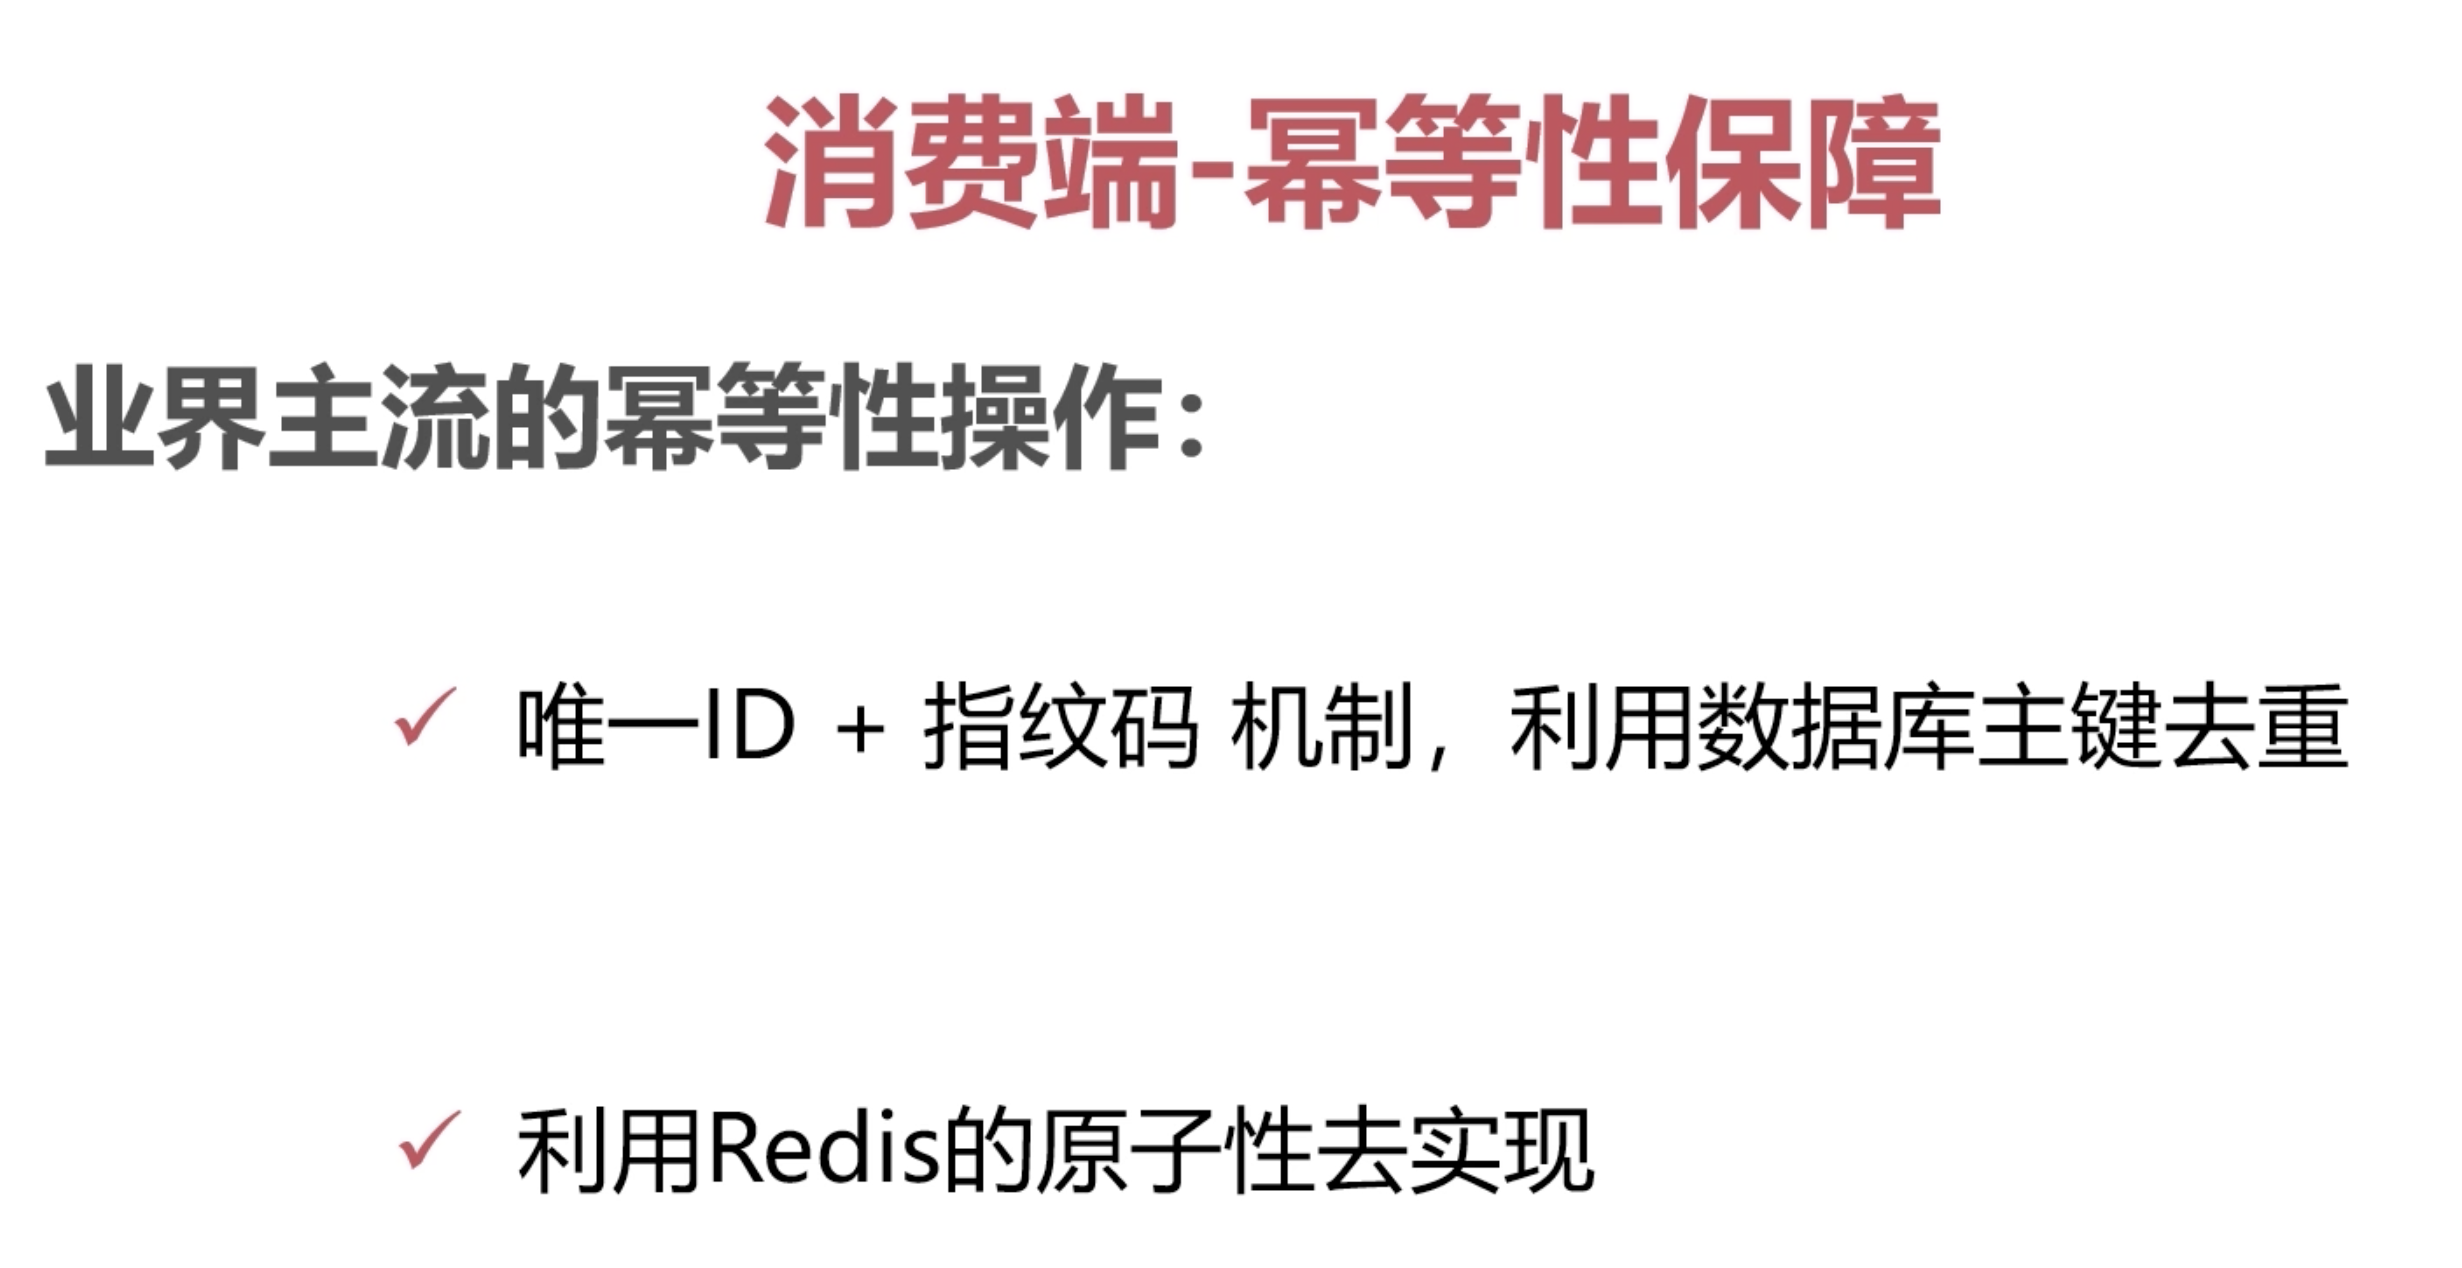 消费端-幂等性保障
业界主流的幂等性操作：
✓ 唯一ID + 指纹码 机制，利用数据库主键去重
✓ 利用Redis的原子性去实现